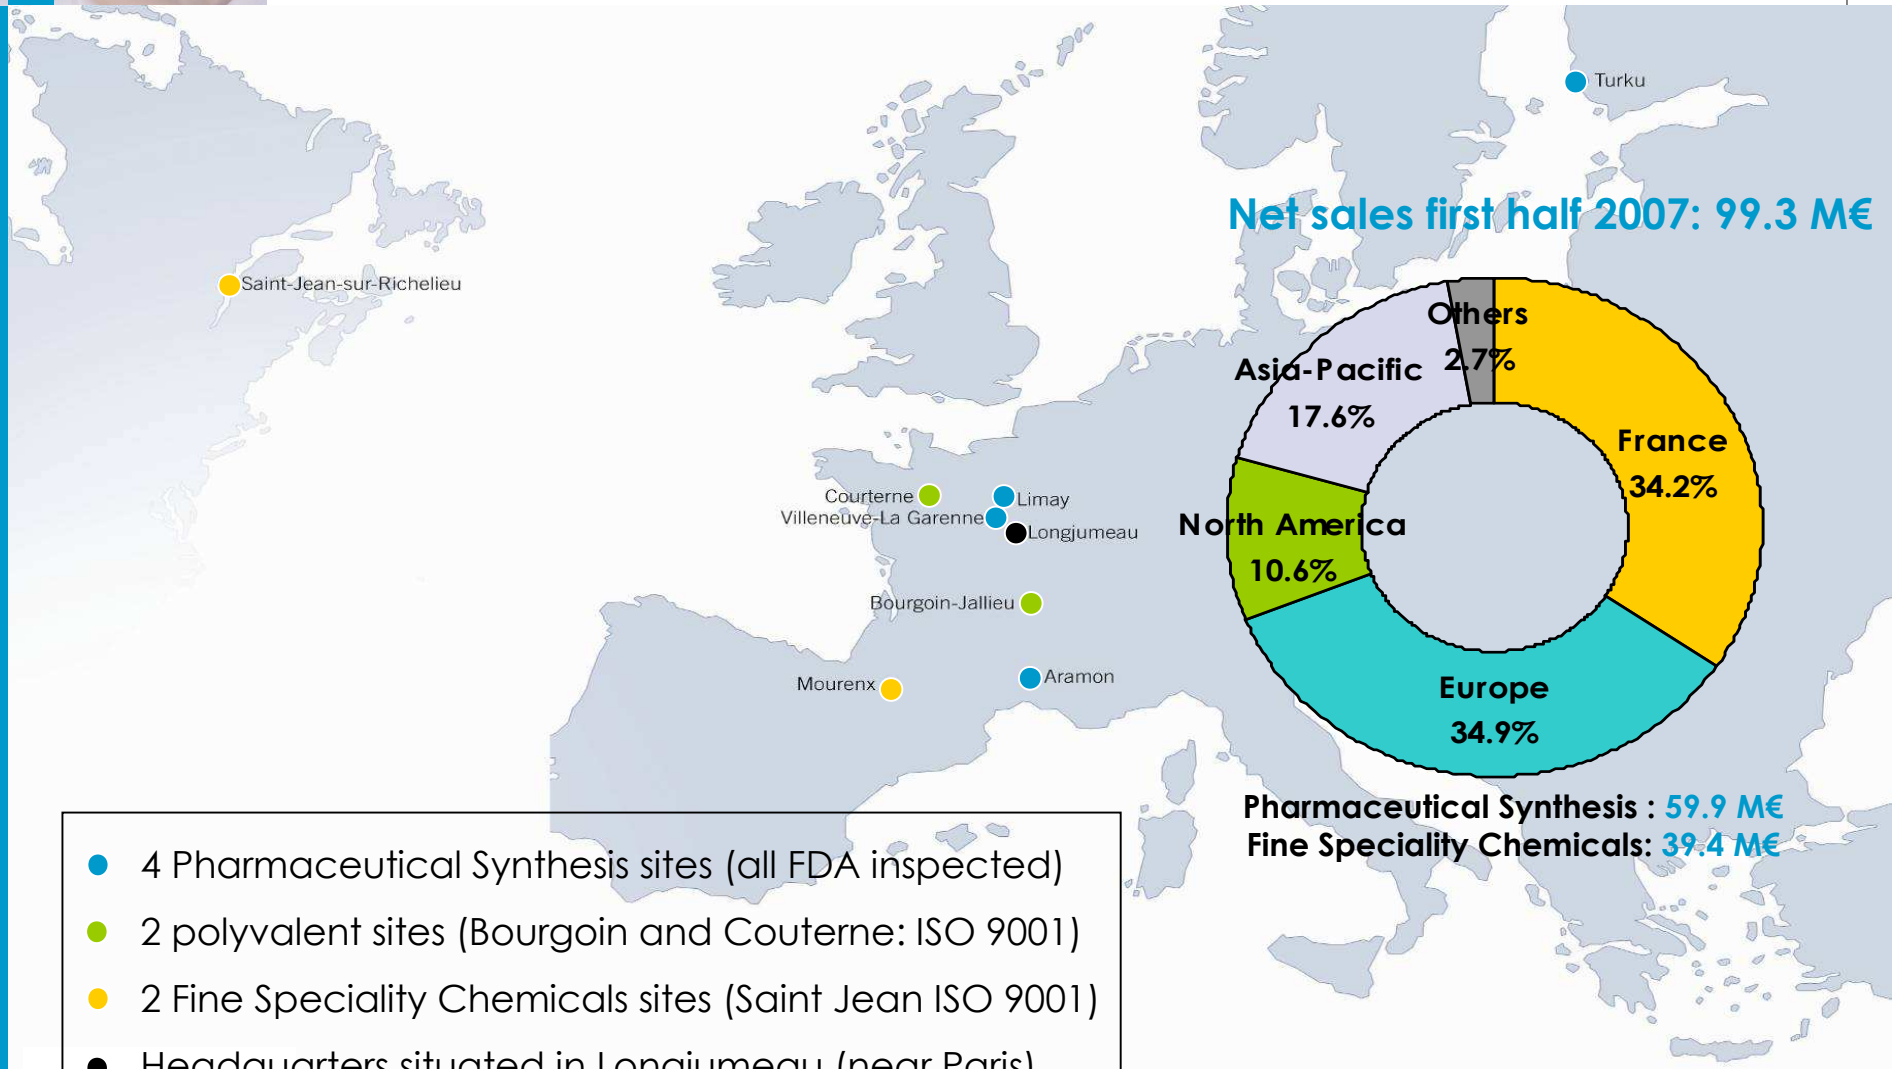 Turku
Net sales first half 2007: 99.3 M€
Saint-Jean-sur-Richelieu
Others
2.7%
Asia-Pacific
17.6%
France
34.2%
North America
10.6%
Europe
34.9%
Courterne
Limay
Villeneuve-La Garenne
Longjumeau
Bourgoin-Jallieu
Mourenx
Aramon
Pharmaceutical Synthesis : 59.9 M€
Fine Speciality Chemicals: 39.4 M€
4 Pharmaceutical Synthesis sites (all FDA inspected)
2 polyvalent sites (Bourgoin and Couterne: ISO 9001)
2 Fine Speciality Chemicals sites (Saint Jean ISO 9001)
Headquarters situated in Longjumeau (near Paris)